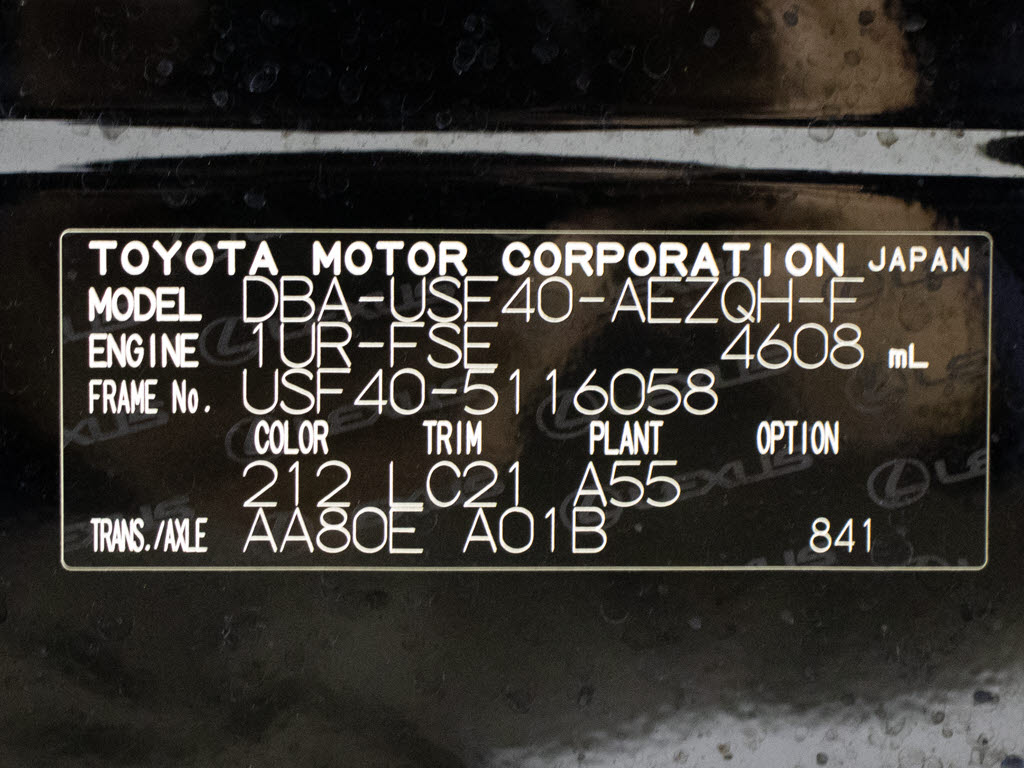 TOYOTA MOTOR CORPORATION JAPAN
MODEL DBA-USF40-AEZQH-F
ENGINE 1UR-FSE 4608 mL
FRAME No. USF40-5116058
COLOR TRIM PLANT OPTION
212 LC21 A55
TRANS./AXLE AA80E A01B 841
LEXUS